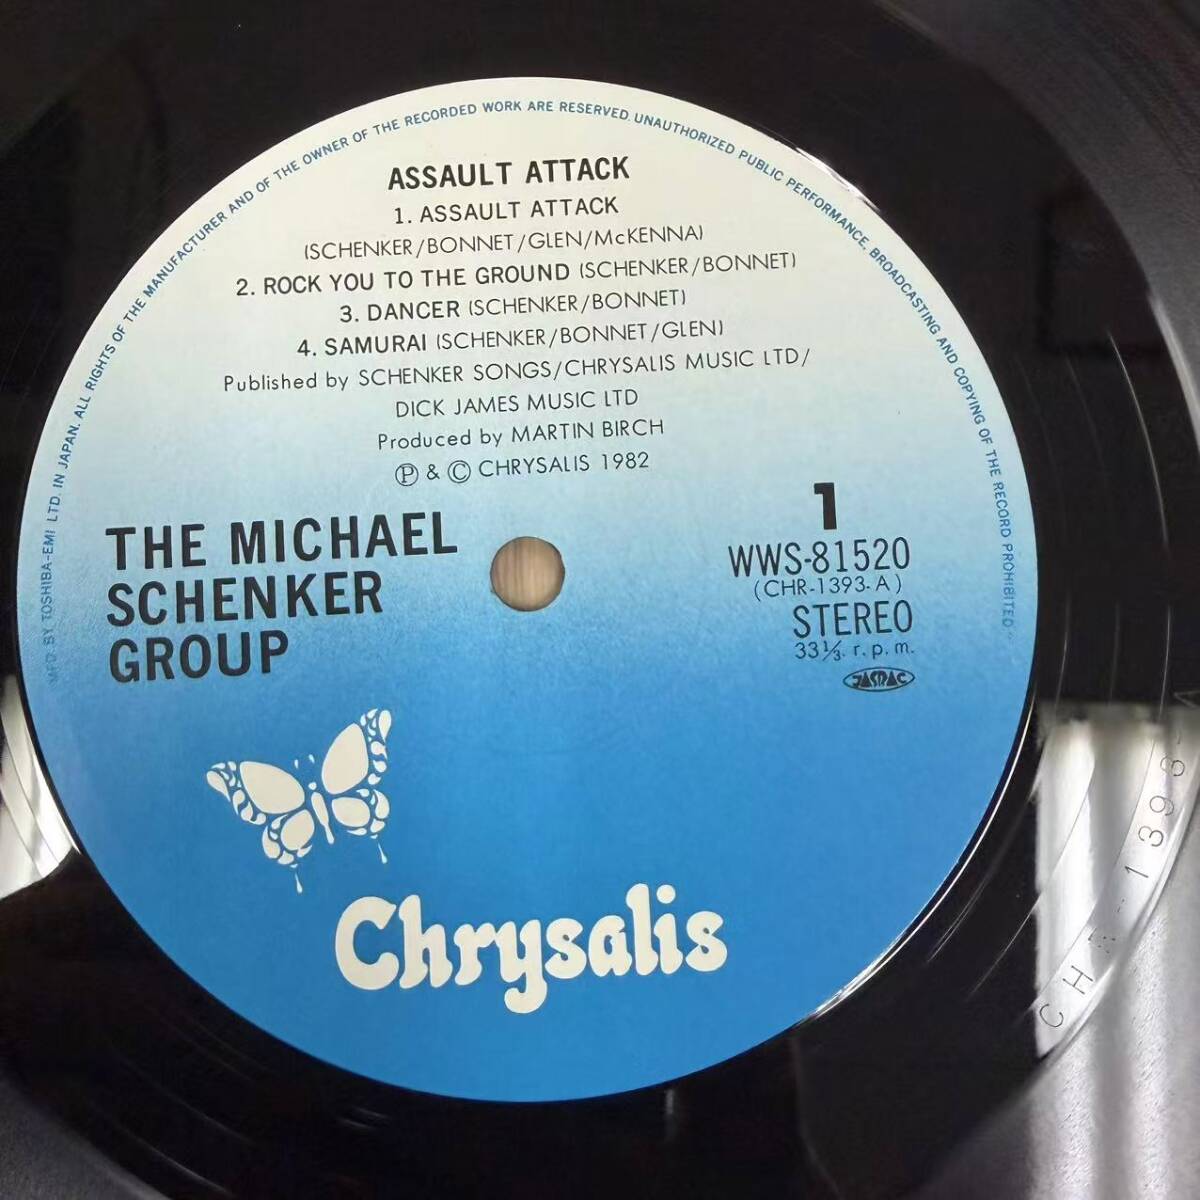 MFD. BY TOSHIBA-EMI LTD. IN JAPAN. ALL RIGHTS OF THE MANUFACTURER AND OF THE OWNER OF THE RECORDED WORK ARE RESERVED. UNAUTHORIZED PUBLIC PERFORMANCE, BROADCASTING AND COPYING OF THE RECORD PROHIBITED.
ASSAULT ATTACK
1. ASSAULT ATTACK
(SCHENKER/BONNET/GLEN/McKENNA)
2. ROCK YOU TO THE GROUND (SCHENKER/BONNET)
3. DANCER (SCHENKER/BONNET)
4. SAMURAI (SCHENKER/BONNET/GLEN)
Published by SCHENKER SONGS/CHRYSALIS MUSIC LTD/
DICK JAMES MUSIC LTD
Produced by MARTIN BIRCH
Ⓟ & © CHRYSALIS 1982
THE MICHAEL
SCHENKER
GROUP
1
WWS-81520
(CHR-1393-A)
STEREO
33⅓ r.p.m.
JASRAC
Chrysalis
CHR-1393-